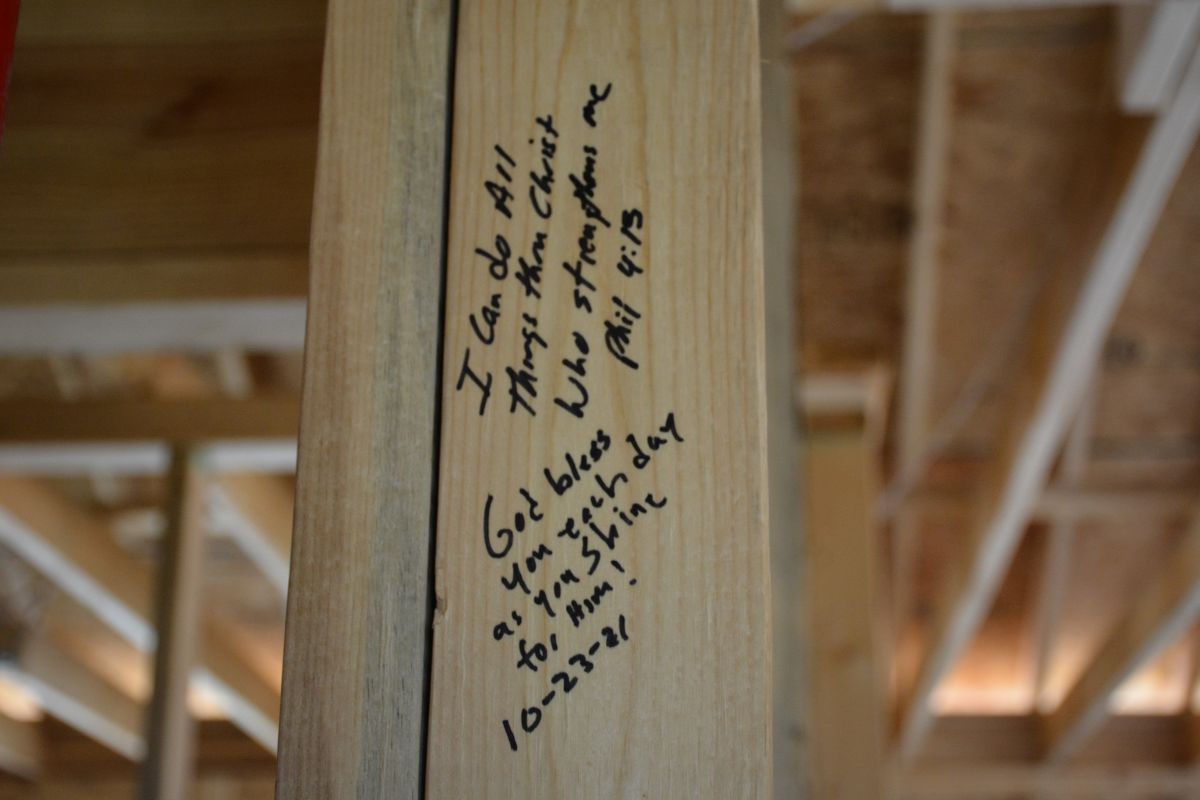 I Can do All
things thru Christ
who strengthens me
Phil 4:13
God bless
you each day
as you shine
for Him!
10-23-21